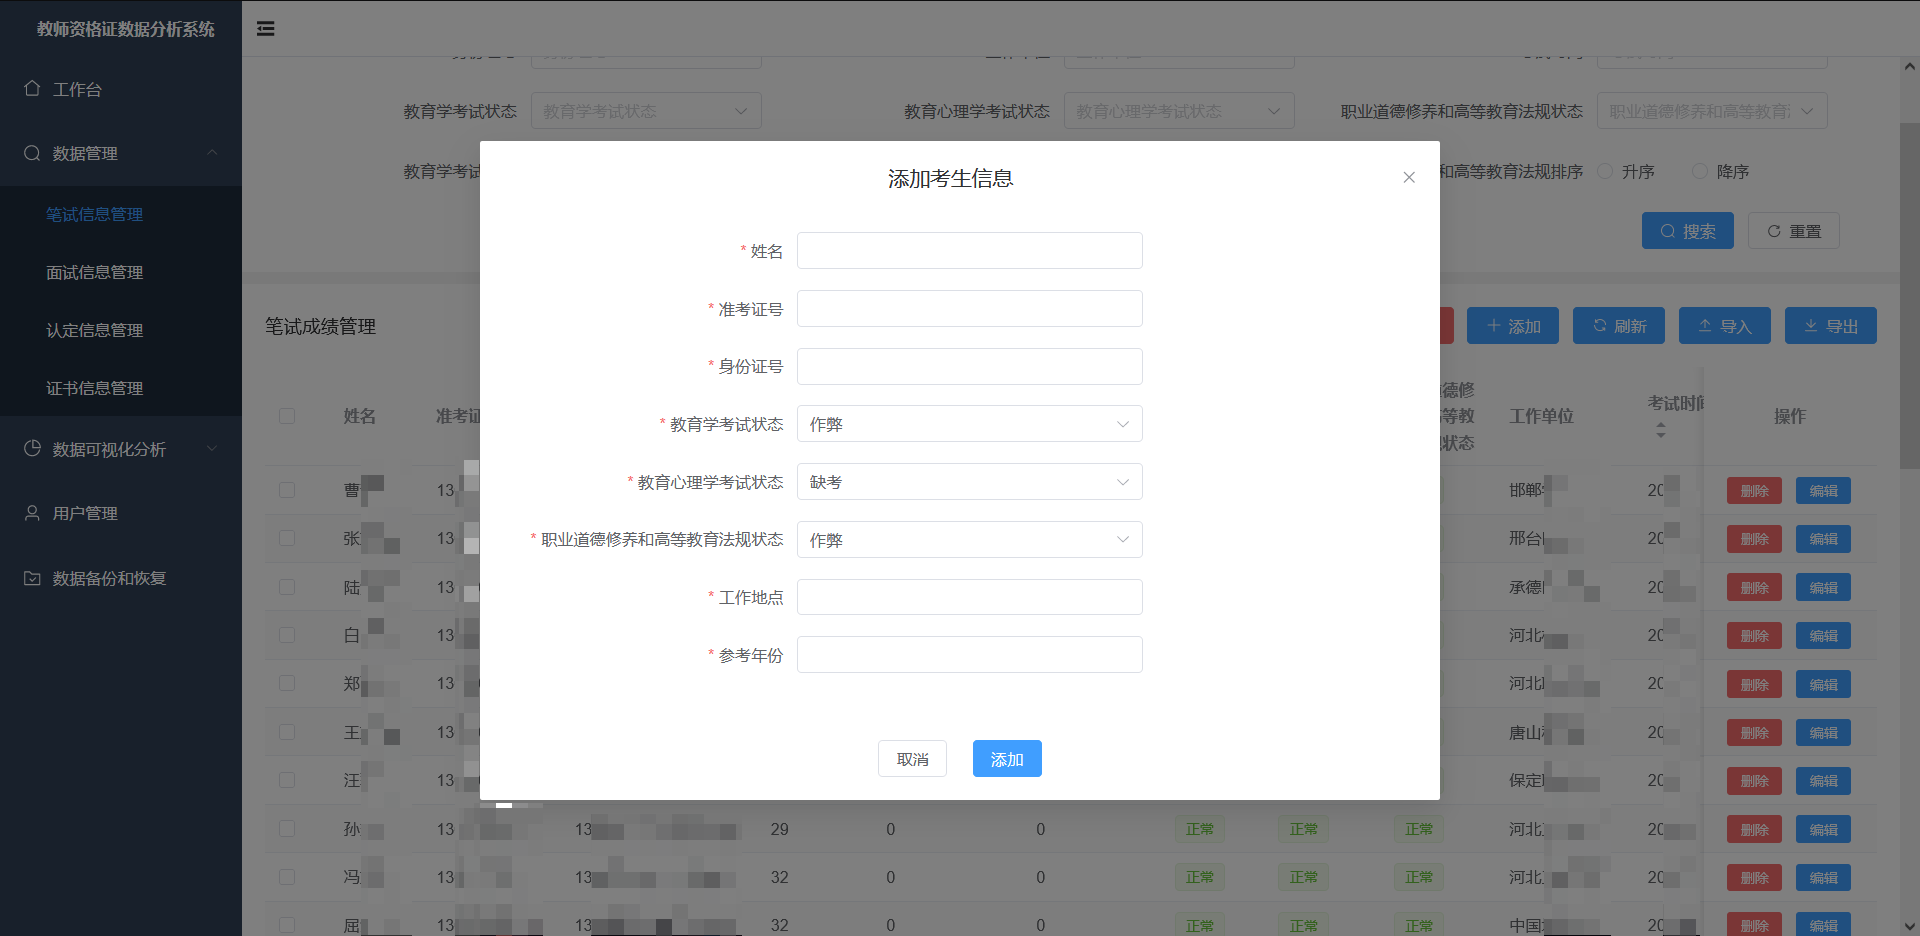 教师资格证数据分析系统
工作台
数据管理
笔试信息管理
面试信息管理
认定信息管理
证书信息管理
数据可视化分析
用户管理
数据备份和恢复
教育学考试状态 教育学考试状态
教育心理学考试状态 教育心理学考试状态
职业道德修养和高等教育法规状态 职业道德修养和高等教育
教育学考试
和高等教育法规排序 升序 降序
搜索 重置
笔试成绩管理
添加 刷新 导入 导出
姓名 准考证
德修
等教
状态
工作单位 考试时间 操作
曹 13 邯郸 20 删除 编辑
张 13 邢台 20 删除 编辑
陆 13 承德 20 删除 编辑
白 13 河北 20 删除 编辑
郑 13 河北 20 删除 编辑
王 13 唐山 20 删除 编辑
汪 13 保定 20 删除 编辑
孙 13 13 29 0 0 正常 正常 正常 河北 20 删除 编辑
冯 13 13 32 0 0 正常 正常 正常 河北 20 删除 编辑
屈 13 13 32 0 0 正常 正常 正常 中国 20 删除 编辑
添加考生信息
* 姓名
* 准考证号
* 身份证号
* 教育学考试状态 作弊
* 教育心理学考试状态 缺考
* 职业道德修养和高等教育法规状态 作弊
* 工作地点
* 参考年份
取消 添加